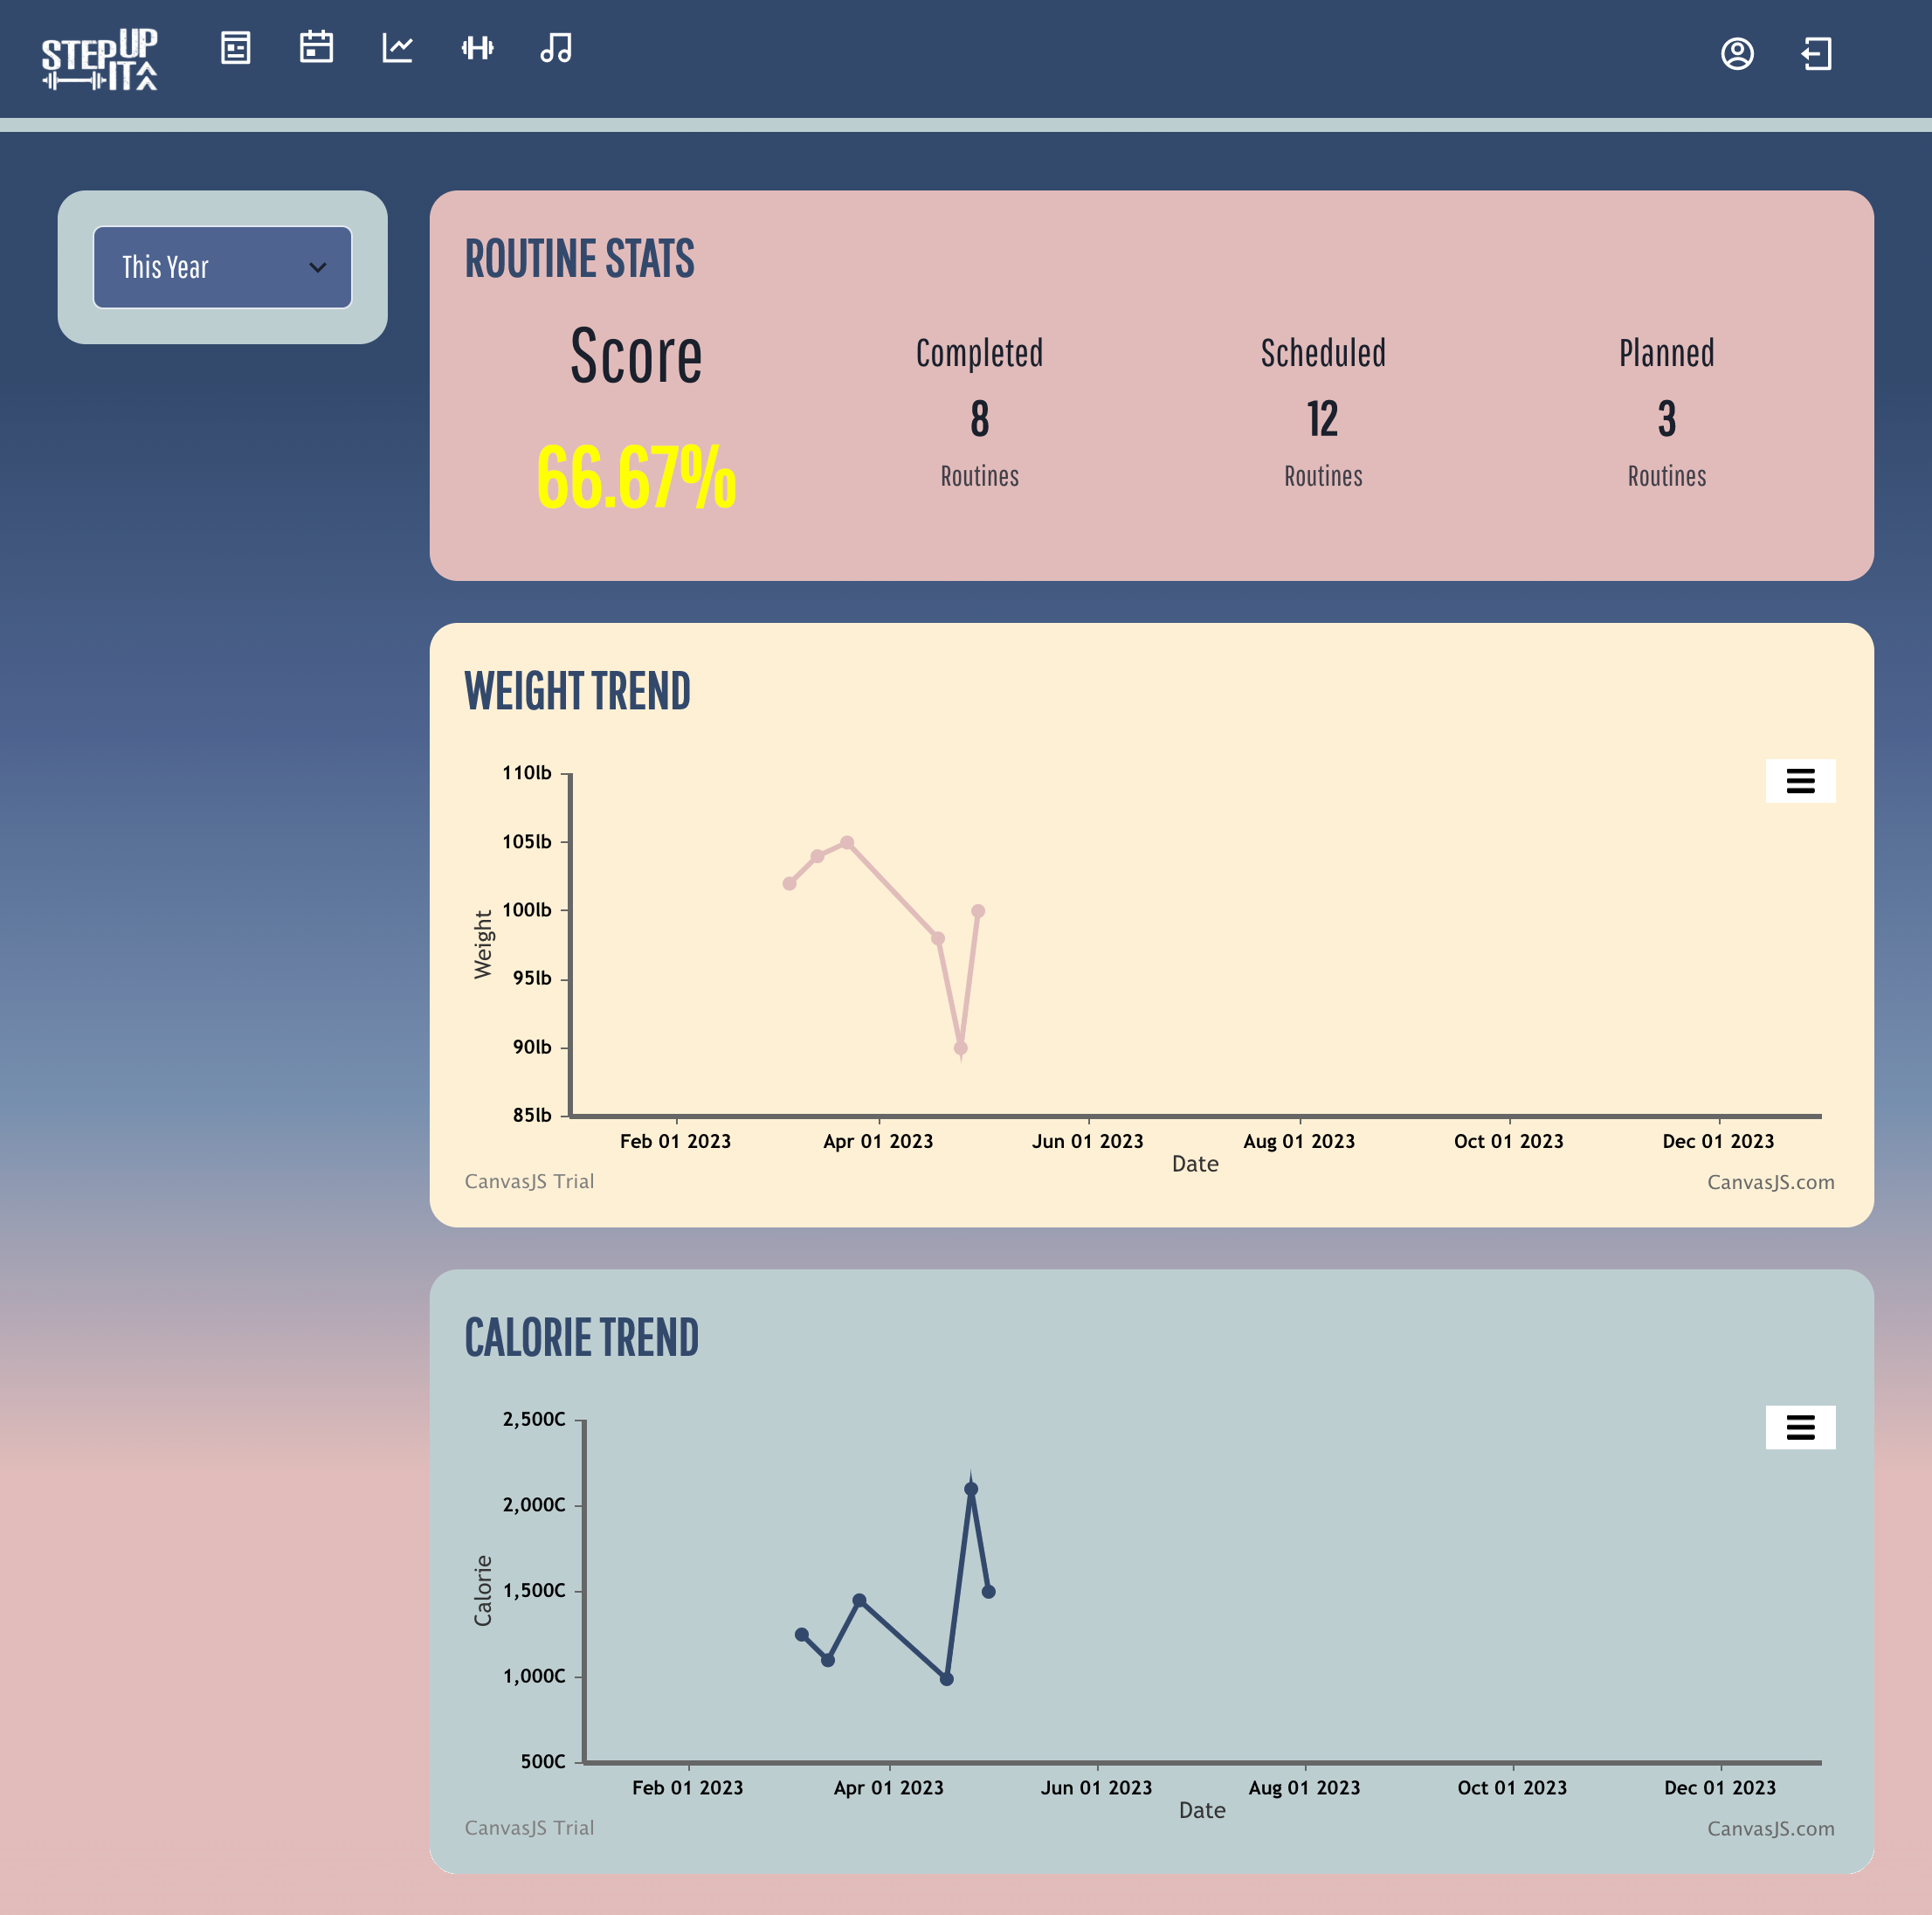 STEP UP
IT
This Year
ROUTINE STATS
Score
66.67%
Completed
8
Routines
Scheduled
12
Routines
Planned
3
Routines
WEIGHT TREND
110lb
105lb
100lb
95lb
90lb
85lb
Weight
Feb 01 2023 Apr 01 2023 Jun 01 2023 Aug 01 2023 Oct 01 2023 Dec 01 2023
Date
CanvasJS Trial CanvasJS.com
CALORIE TREND
2,500C
2,000C
1,500C
1,000C
500C
Calorie
Feb 01 2023 Apr 01 2023 Jun 01 2023 Aug 01 2023 Oct 01 2023 Dec 01 2023
Date
CanvasJS Trial CanvasJS.com